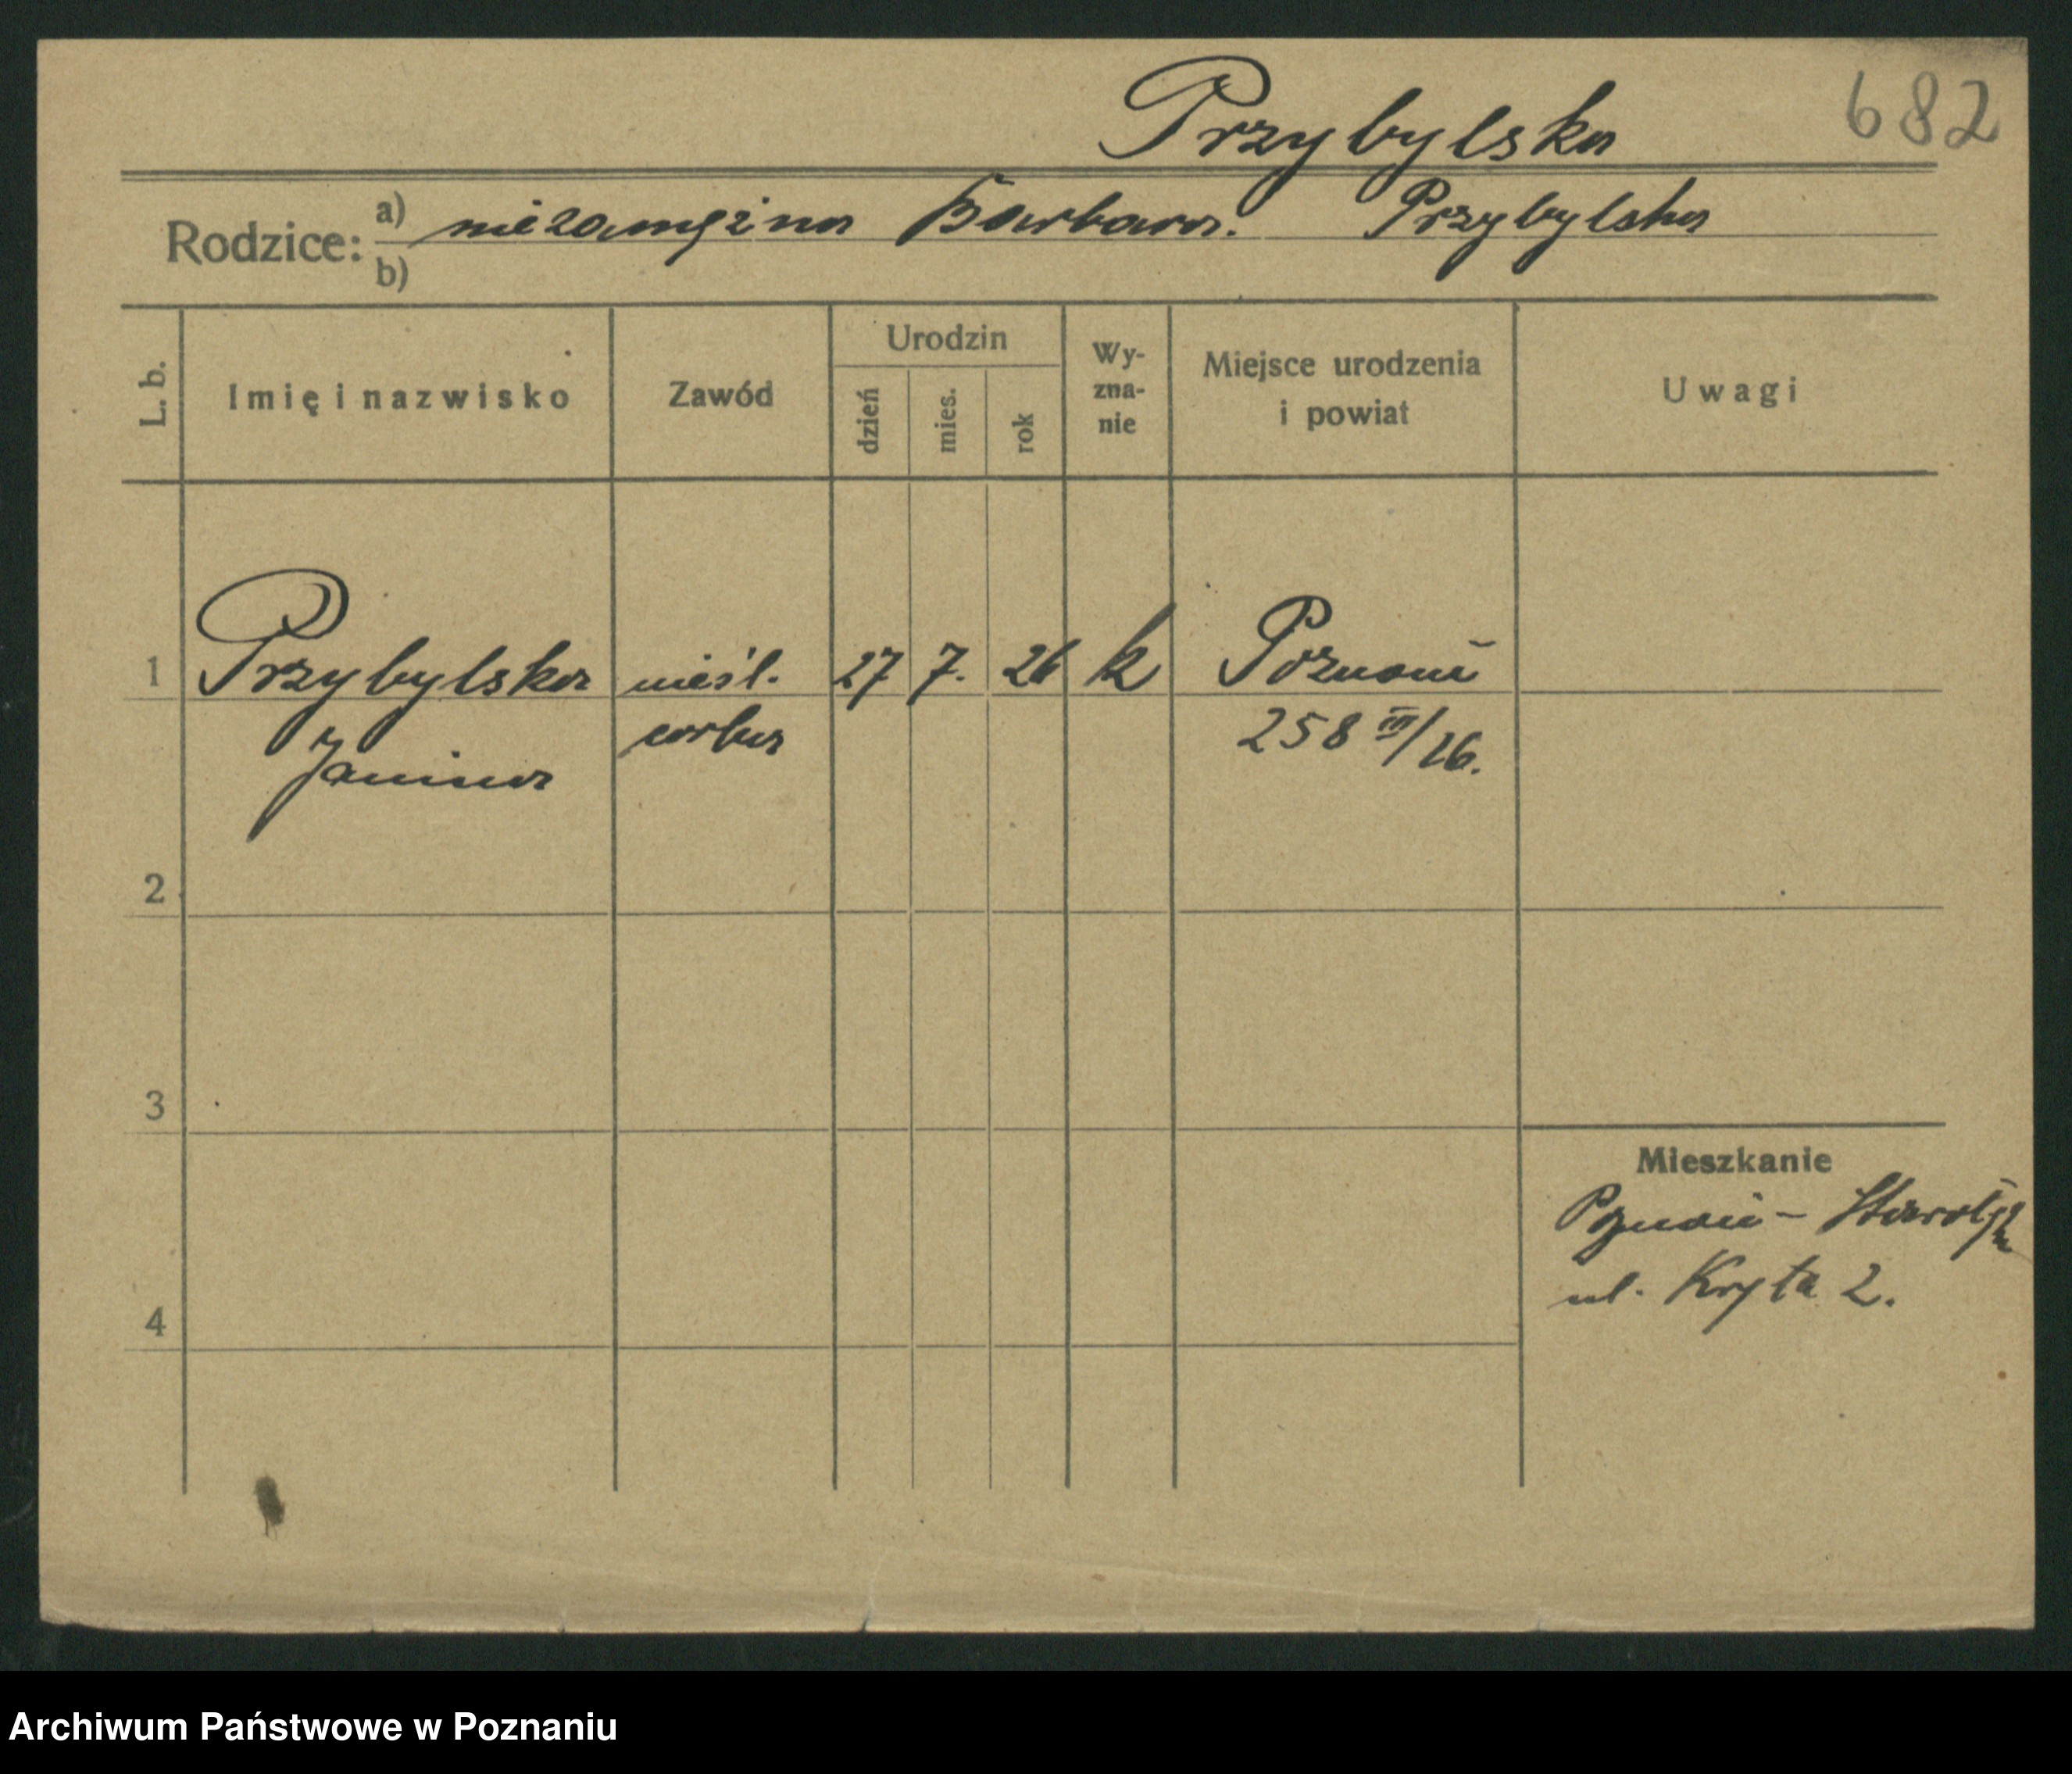 682
Przybylska
Rodzice: a) niezamężna Barbara. Przybylska
b)
L. b. Imię i nazwisko Zawód Urodzin dzień mies. rok Wy-zna-nie Miejsce urodzenia i powiat Uwagi
1 Przybylska nieśl. 27 7. 26 k Poznań
Janina córka 258 III/26.
2
3
Mieszkanie
Poznań - Starołęka
ul. Kryta 2.
4
Archiwum Państwowe w Poznaniu